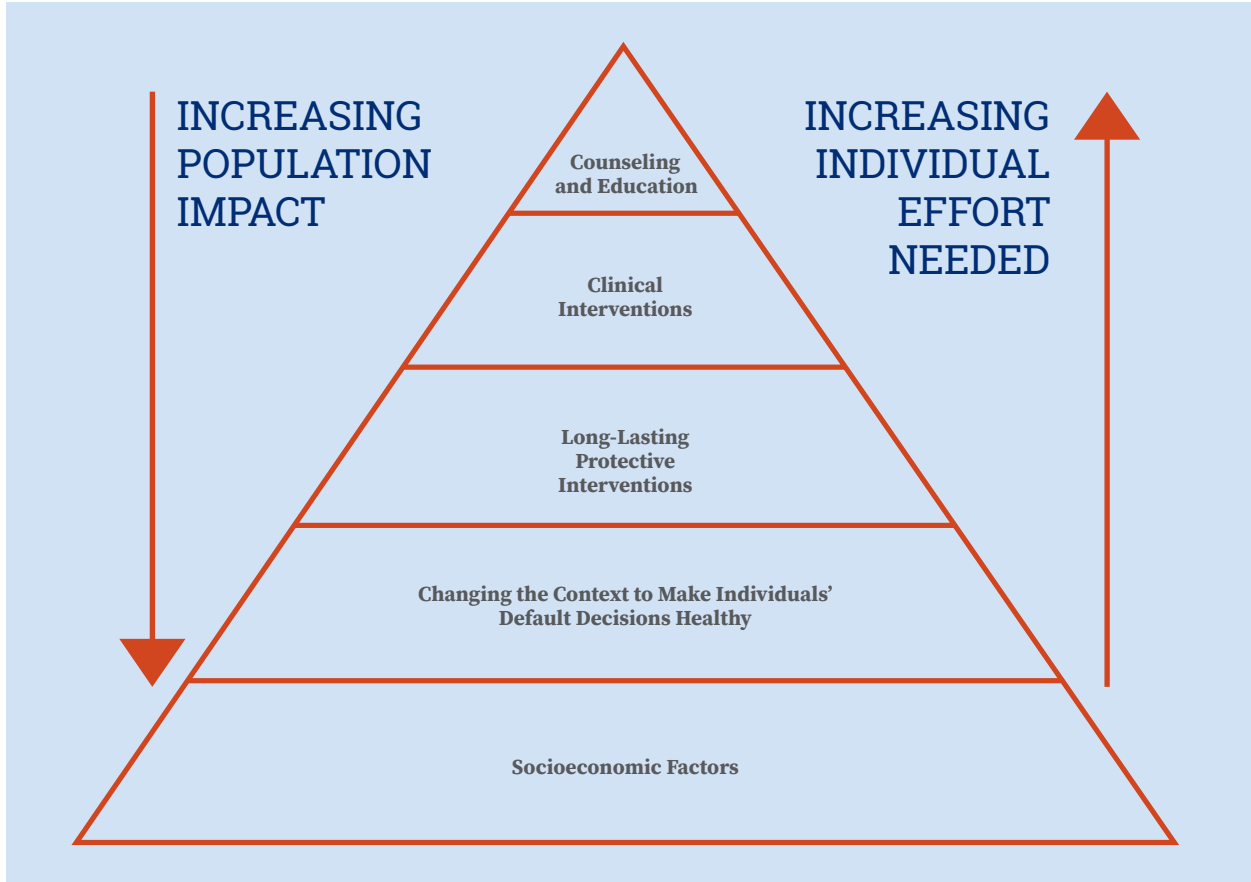 INCREASING
POPULATION
IMPACT
INCREASING
INDIVIDUAL
EFFORT
NEEDED
Counseling
and Education
Clinical
Interventions
Long-Lasting
Protective
Interventions
Changing the Context to Make Individuals’
Default Decisions Healthy
Socioeconomic Factors